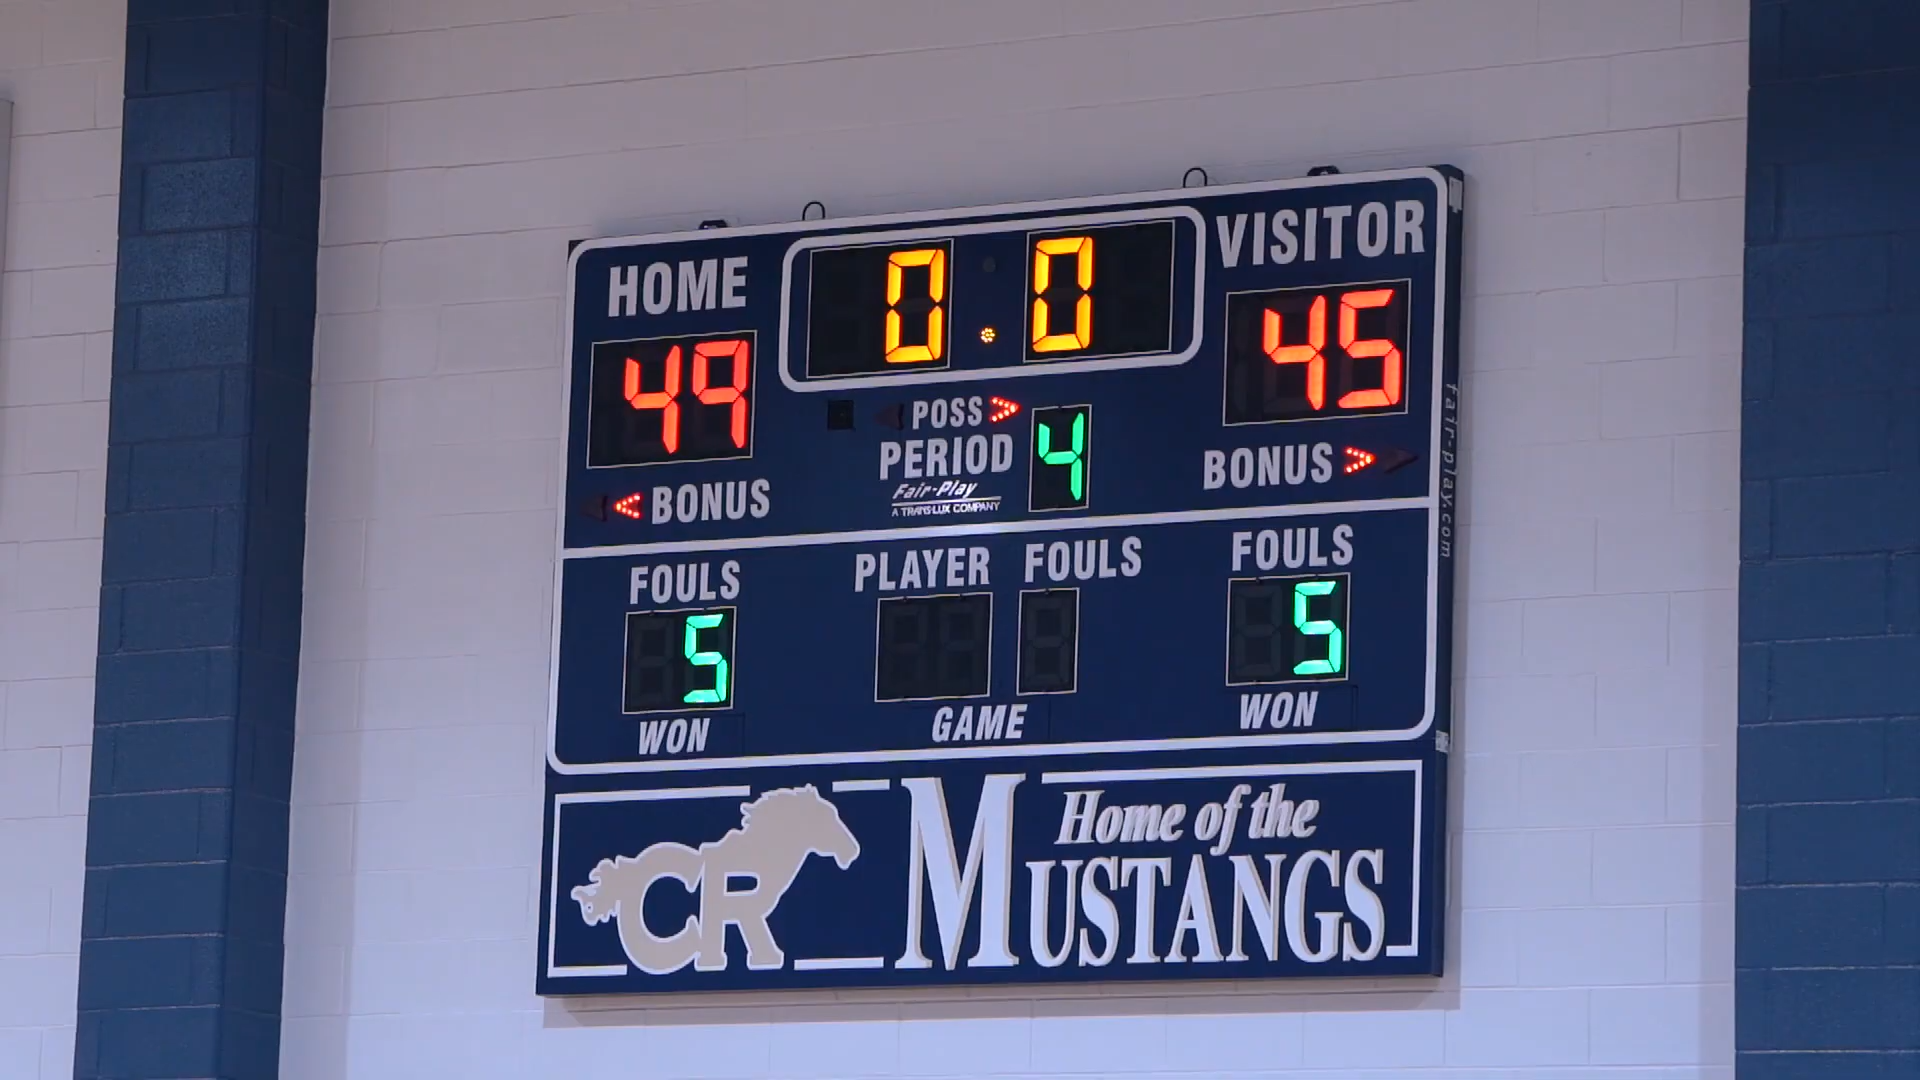 HOME 0.0 VISITOR
49 45
POSS
PERIOD 4
BONUS BONUS
Fair-Play
A TRANS-LUX COMPANY
fair-play.com
FOULS PLAYER FOULS FOULS
5 5
WON GAME WON
CR M Home of the
MUSTANGS